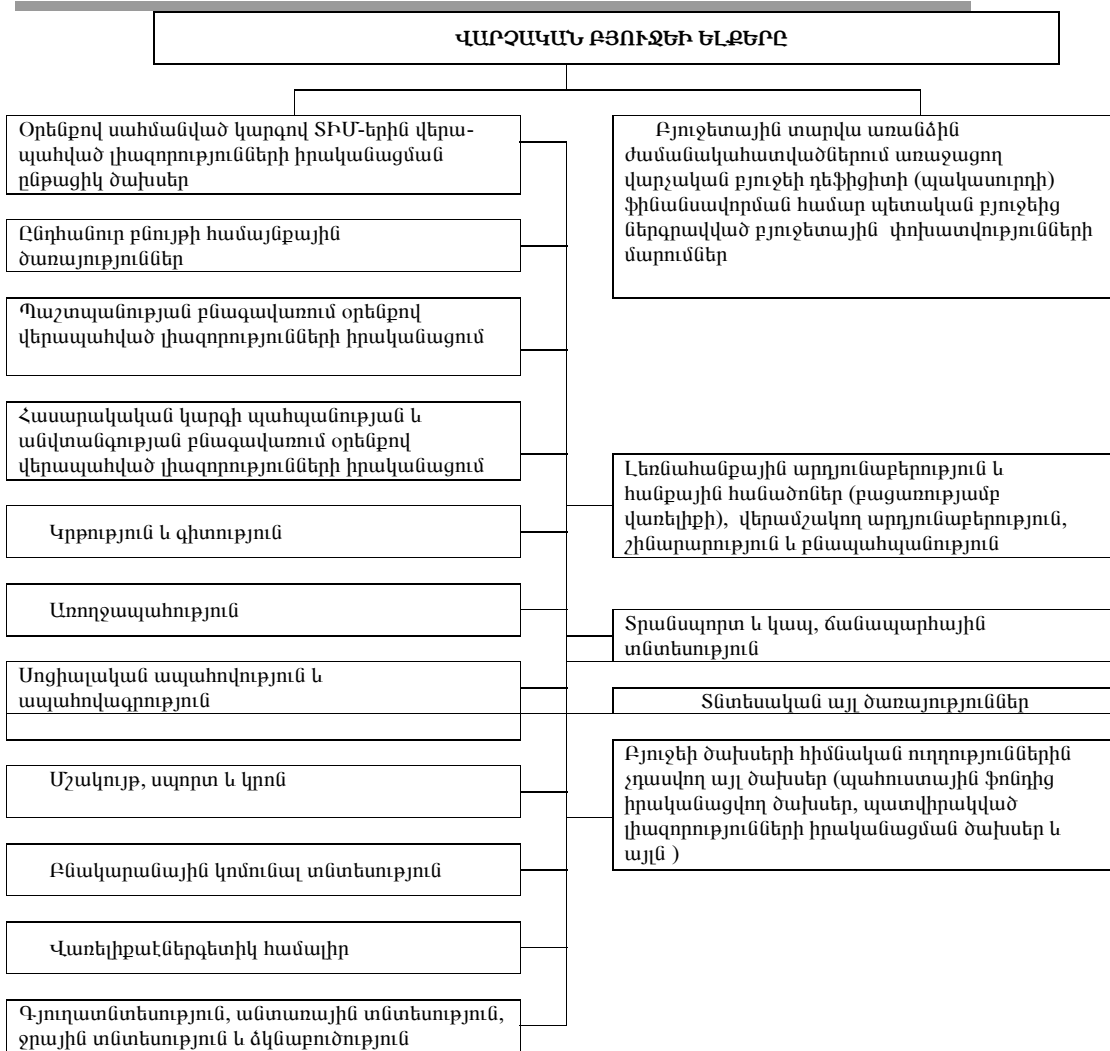 ՎԱՐՉԱԿԱՆ ԲՅՈՒՋԵԻ ԵԼՔԵՐԸ
Օրենքով սահմանված կարգով ՏԻՄ-երին վերա-
պահված լիազորությունների իրականացման
ընթացիկ ծախսեր
Ընդհանուր բնույթի համայնքային
ծառայություններ
Պաշտպանության բնագավառում օրենքով
վերապահված լիազորությունների իրականացում
Հասարակական կարգի պահպանության և
անվտանգության բնագավառում օրենքով
վերապահված լիազորությունների իրականացում
Կրթություն և գիտություն
Առողջապահություն
Սոցիալական ապահովություն և
ապահովագրություն
Մշակույթ, սպորտ և կրոն
Բնակարանային կոմունալ տնտեսություն
Վառելիքաէներգետիկ համալիր
Գյուղատնտեսություն, անտառային տնտեսություն,
ջրային տնտեսություն և ձկնաբուծություն
Բյուջետային տարվա առանձին
ժամանակահատվածներում առաջացող
վարչական բյուջեի դեֆիցիտի (պակասուրդի)
ֆինանսավորման համար պետական բյուջեից
ներգրավված բյուջետային փոխատվությունների
մարումներ
Լեռնահանքային արդյունաբերություն և
հանքային հանածոներ (բացառությամբ
վառելիքի), վերամշակող արդյունաբերություն,
շինարարություն և բնապահպանություն
Տրանսպորտ և կապ, ճանապարհային
տնտեսություն
Տնտեսական այլ ծառայություններ
Բյուջեի ծախսերի հիմնական ուղղություններին
չդասվող այլ ծախսեր (պահուստային ֆոնդից
իրականացվող ծախսեր, պատվիրակված
լիազորությունների իրականացման ծախսեր և
այլն )